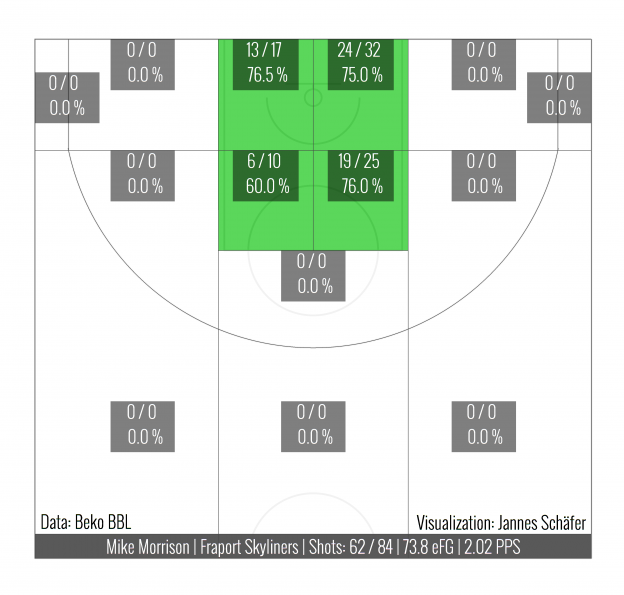 0 / 0
0.0 %
13 / 17
76.5 %
24 / 32
75.0 %
0 / 0
0.0 %
0 / 0
0.0 %
0 / 0
0.0 %
0 / 0
0.0 %
6 / 10
60.0 %
19 / 25
76.0 %
0 / 0
0.0 %
0 / 0
0.0 %
0 / 0
0.0 %
0 / 0
0.0 %
0 / 0
0.0 %
Data: Beko BBL
Visualization: Jannes Schäfer
Mike Morrison | Fraport Skyliners | Shots: 62 / 84 | 73.8 eFG | 2.02 PPS